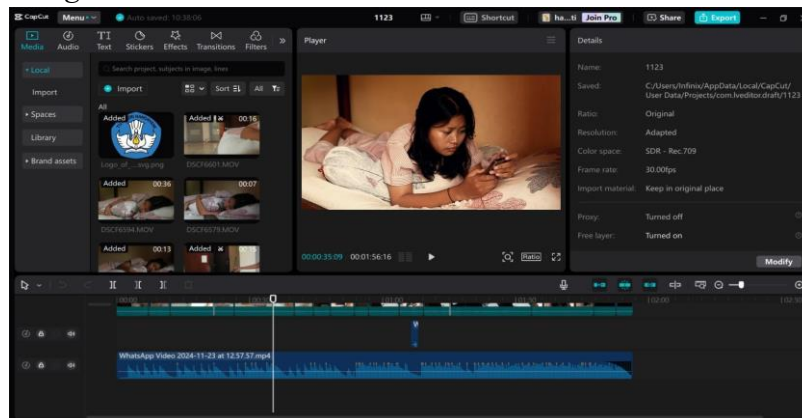 CapCut Menu Auto saved: 10:38:06 1123 Shortcut ha...ti Join Pro Share Export
Media Audio Text Stickers Effects Transitions Filters
Player
Details
Local
Import
Spaces
Library
Brand assets
Search project, subjects in image, lines
Import Sort All
All
Added Added 00:16
Logo_of_...svg.png DSCF6601.MOV
Added 00:36 Added 00:07
DSCF6594.MOV DSCF6579.MOV
Added 00:13 Added
00:00:35:09 00:01:56:16 Ratio
Name: 1123
Saved: C:/Users/Infinix/AppData/Local/CapCut/
User Data/Projects/com.lveditor.draft/1123
Ratio: Original
Resolution: Adapted
Color space: SDR - Rec.709
Frame rate: 30.00fps
Import material: Keep in original place
Proxy: Turned off
Free layer: Turned on
Modify
WhatsApp Video 2024-11-23 at 12.57.57.mp4